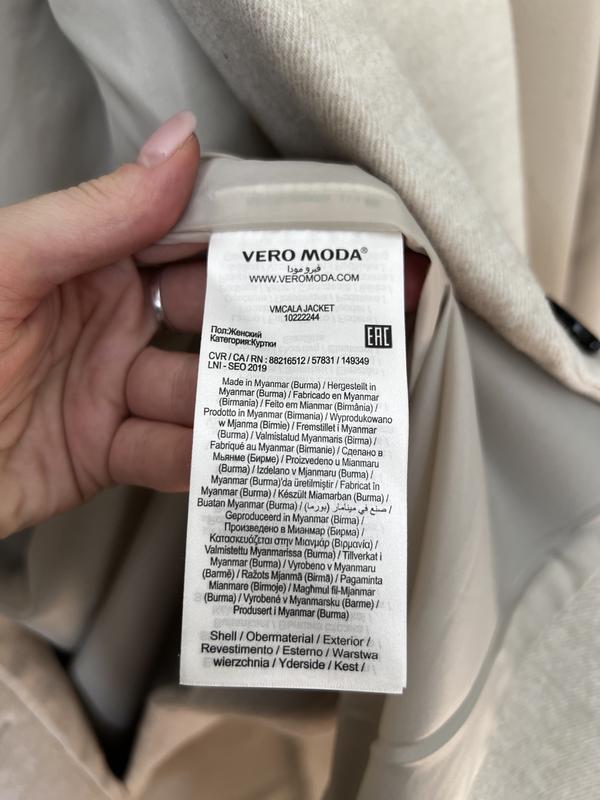 VERO MODA®
فيرو مودا
WWW.VEROMODA.COM
VMCALA JACKET
10222244
Пол:Женский
Категория:Куртки
EAC
CVR / CA / RN : 88216512 / 57831 / 149349
LNI - SEO 2019
Made in Myanmar (Burma) / Hergestellt in
Myanmar (Burma) / Fabricado en Myanmar
(Birmania) / Feito em Mianmar (Birmânia) /
Prodotto in Myanmar (Birmania) / Wyprodukowano
w Mjanma (Birmie) / Fremstillet i Myanmar
(Burma) / Valmistatud Myanmaris (Birma) /
Fabriqué au Myanmar (Birmanie) / Сделано в
Мьянме (Бирме) / Proizvedeno u Mianmaru
(Burma) / Izdelano v Mjanmaru (Burma) /
Myanmar (Burma)'da üretilmiştir / Fabricat în
Myanmar (Burma) / Készült Miamarban (Burma) /
Buatan Myanmar (Burma) / صنع في مينامار (بورما) /
Geproduceerd in Myanmar (Birma) /
Произведено в Мианмар (Бирма) /
Κατασκευάζεται στην Μιανμάρ (Βιρμανία) /
Valmistettu Myanmarissa (Burma) / Tillverkat i
Myanmar (Burma) / Vyrobeno v Myanmaru
(Barmě) / Ražots Mjanmā (Birmā) / Pagaminta
Mianmare (Birmoje) / Magħmul fil-Mjanmar
(Burma) / Vyrobené v Myanmarsku (Barme) /
Produsert i Myanmar (Burma)
Shell / Obermaterial / Exterior /
Revestimento / Esterno / Warstwa
wierzchnia / Yderside / Kest /